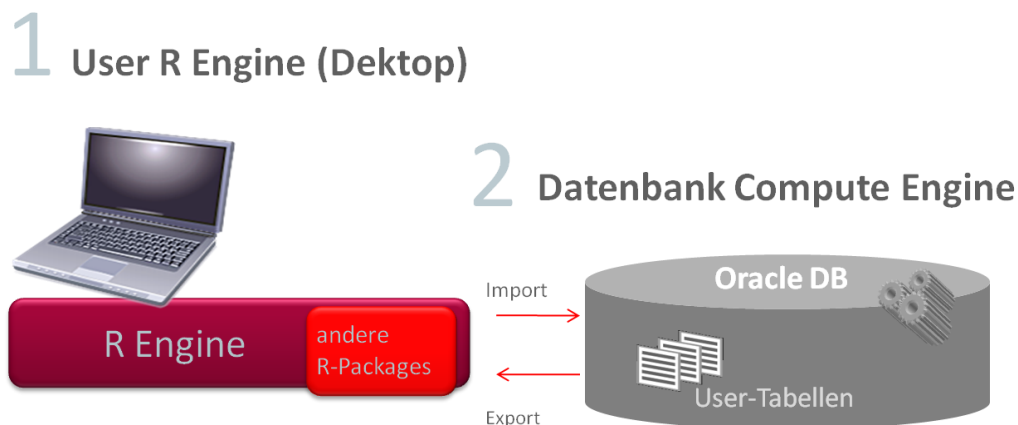 1 User R Engine (Dektop)
2 Datenbank Compute Engine
R Engine
andere
R-Packages
Import
Export
Oracle DB
User-Tabellen